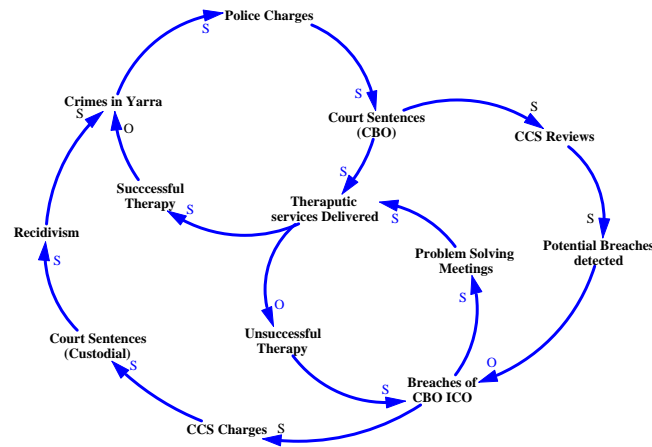 Police Charges
S
Crimes in Yarra
S
O
S
Court Sentences
(CBO)
S
CCS Reviews
S
Succcessful
Therapy
S
Theraputic
services Delivered
S
S
Recidivism
S
Problem Solving
Meetings
S
Potential Breaches
detected
O
Unsuccessful
Therapy
Court Sentences
(Custodial)
S
O
S
Breaches of
CBO ICO
CCS Charges
S